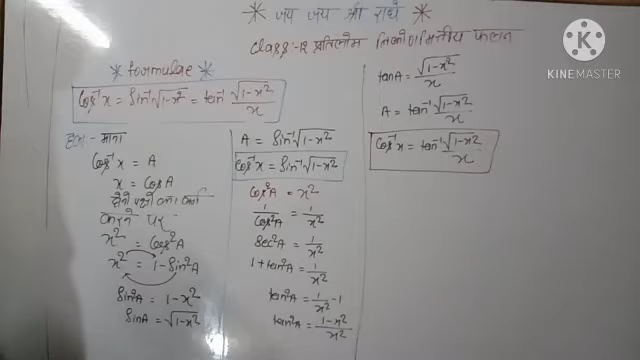 * जय जय श्री राधे *
Class-12 प्रतिलोम त्रिकोणमितीय फलन
* formulae *
Cos⁻¹x = Sin⁻¹√1-x² = tan⁻¹ √1-x²/x
हल - माना
Cos⁻¹x = A
x = CosA
दोनों पक्षों का वर्ग
करने पर
x² = Cos²A
x² = 1-Sin²A
Sin²A = 1-x²
SinA = √1-x²
A = Sin⁻¹√1-x²
Cos⁻¹x = Sin⁻¹√1-x²
Cos²A = x²
1/Cos²A = 1/x²
Sec²A = 1/x²
1+tan²A = 1/x²
tan²A = 1/x² -1
tan²A = 1-x²/x²
tanA = √1-x²/x
A = tan⁻¹√1-x²/x
Cos⁻¹x = tan⁻¹√1-x²/x
K
KINEMASTER